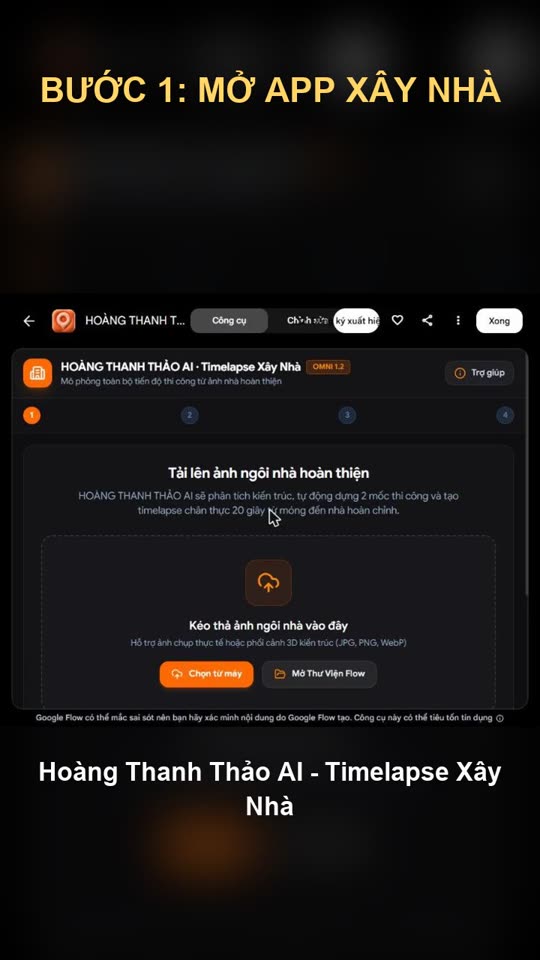 BƯỚC 1: MỞ APP XÂY NHÀ
HOÀNG THANH T...
Công cụ
ký xuất hiệ
Xong
HOÀNG THANH THẢO AI · Timelapse Xây Nhà
OMNI 1.2
Mô phỏng toàn bộ tiến độ thi công từ ảnh nhà hoàn thiện
Trợ giúp
1
2
3
4
Tải lên ảnh ngôi nhà hoàn thiện
HOÀNG THANH THẢO AI sẽ phân tích kiến trúc, tự động dựng 2 mốc thi công và tạo
timelapse chân thực 20 giây từ móng đến nhà hoàn chỉnh.
Kéo thả ảnh ngôi nhà vào đây
Hỗ trợ ảnh chụp thực tế hoặc phối cảnh 3D kiến trúc (JPG, PNG, WebP)
Chọn từ máy
Mở Thư Viện Flow
Google Flow có thể mắc sai sót nên bạn hãy xác minh nội dung do Google Flow tạo. Công cụ này có thể tiêu tốn tín dụng
Hoàng Thanh Thảo AI - Timelapse Xây
Nhà